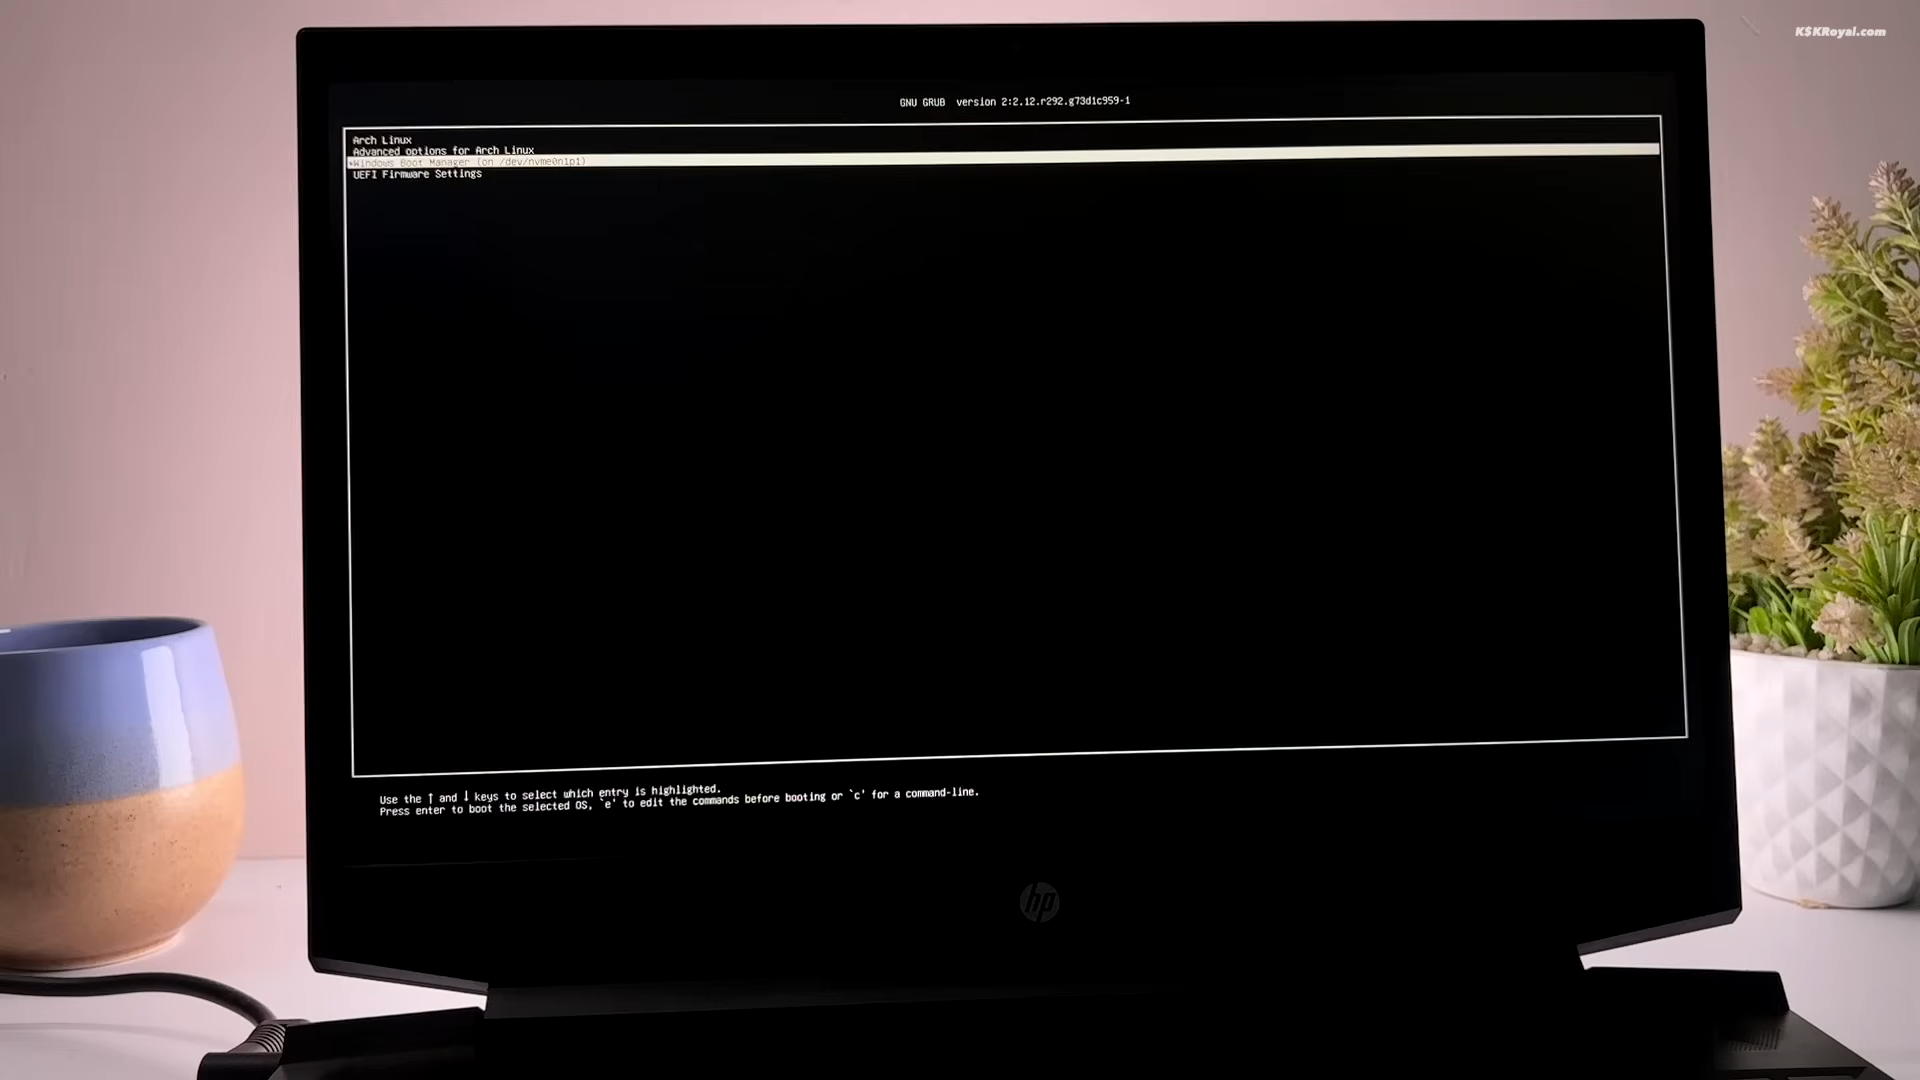 K$KRoyal.com
GNU GRUB version 2:2.12.r292.g73d1c959-1
Arch Linux
Advanced options for Arch Linux
*Windows Boot Manager (on /dev/nvme0n1p1)
UEFI Firmware Settings
Use the ↑ and ↓ keys to select which entry is highlighted.
Press enter to boot the selected OS, `e' to edit the commands before booting or `c' for a command-line.
hp